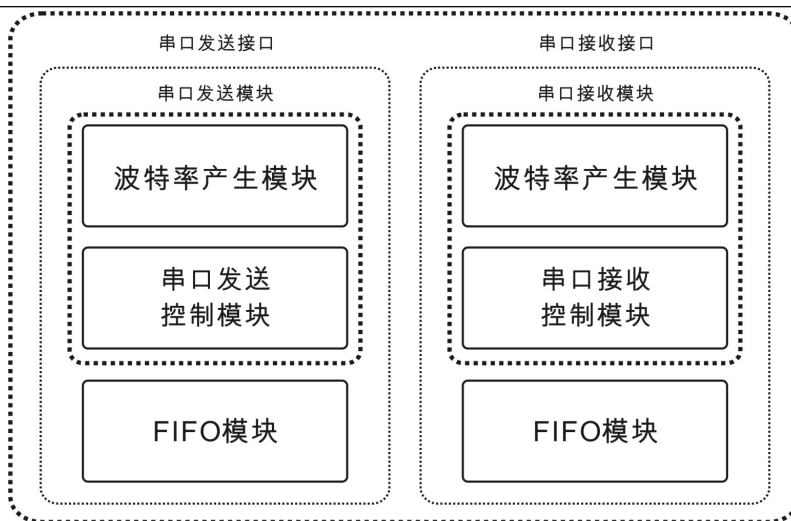 串口发送接口
串口发送模块
波特率产生模块
串口发送
控制模块
FIFO模块
串口接收接口
串口接收模块
波特率产生模块
串口接收
控制模块
FIFO模块